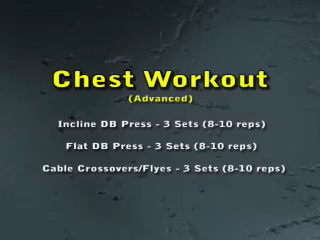 Chest Workout
(Advanced)
Incline DB Press - 3 Sets (8-10 reps)
Flat DB Press - 3 Sets (8-10 reps)
Cable Crossovers/Flyes - 3 Sets (8-10 reps)